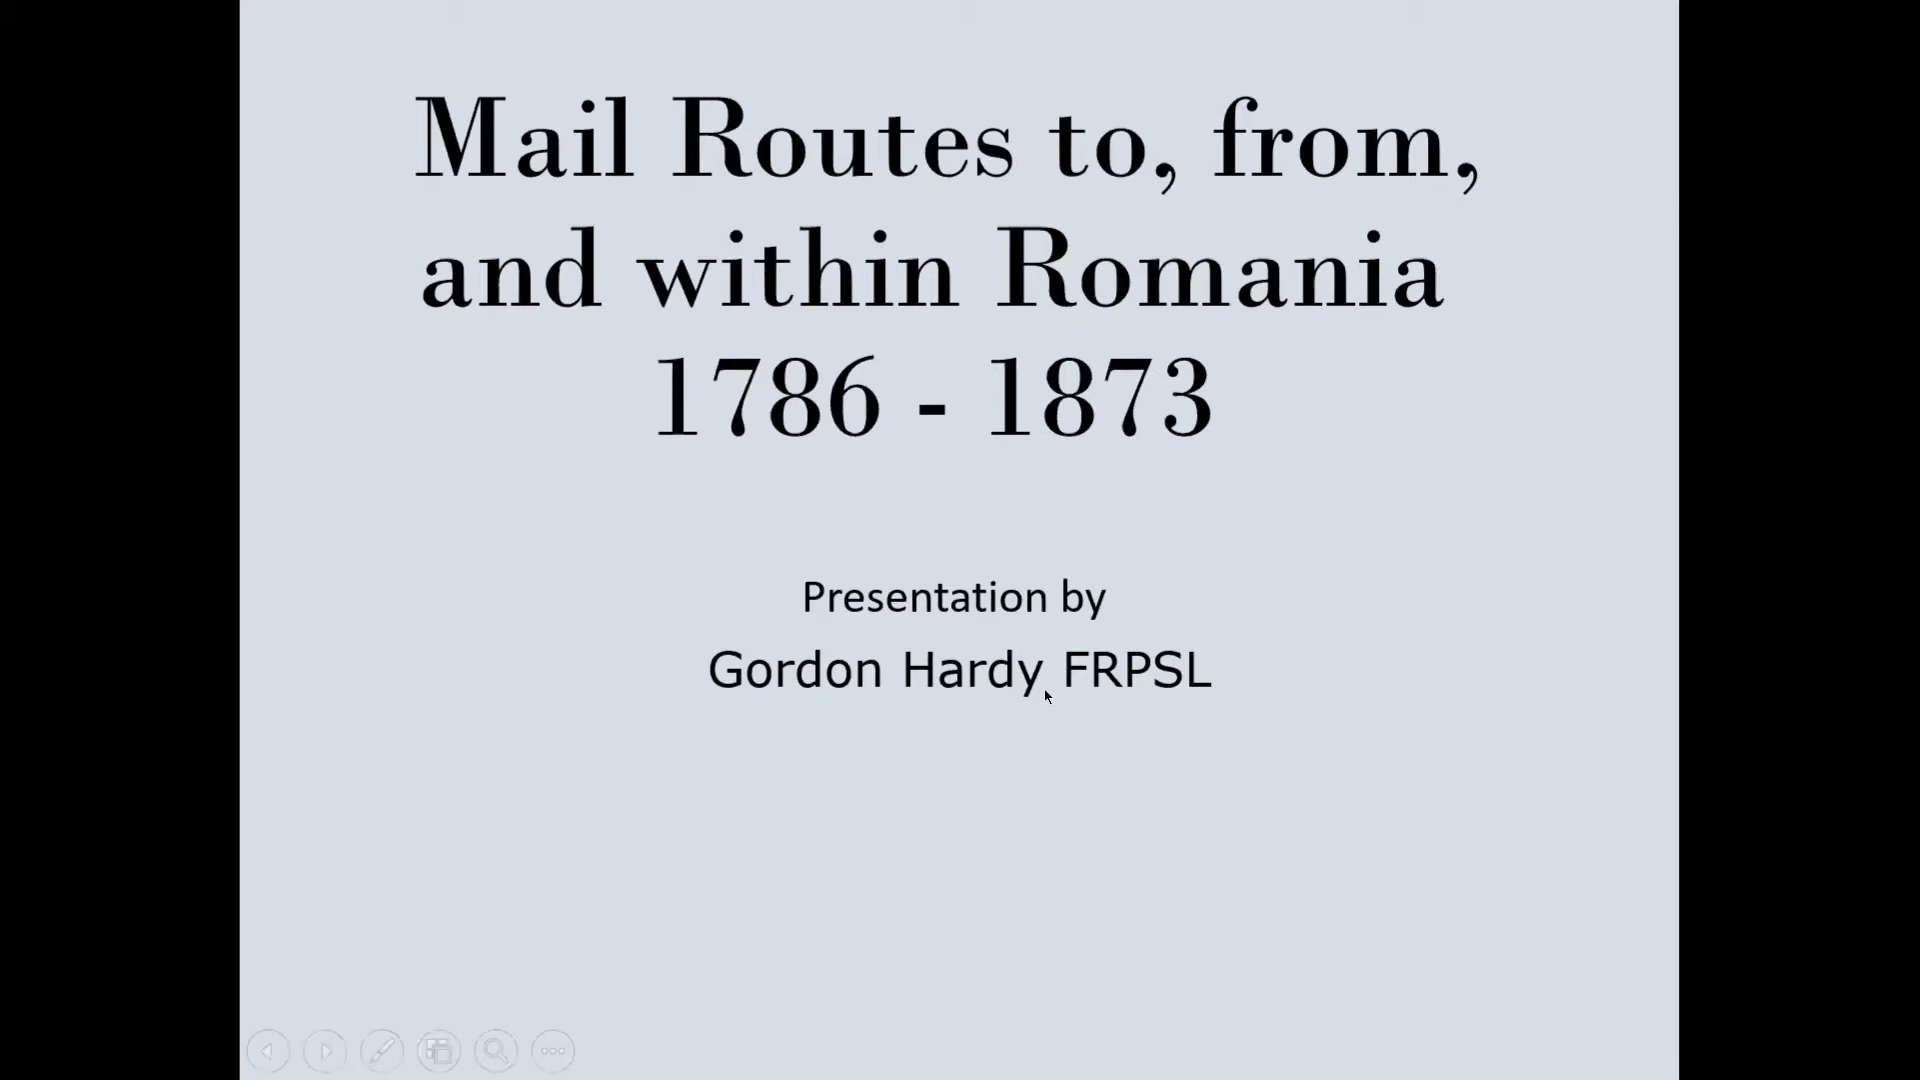 Mail Routes to, from,
and within Romania
1786 - 1873
Presentation by
Gordon Hardy FRPSL